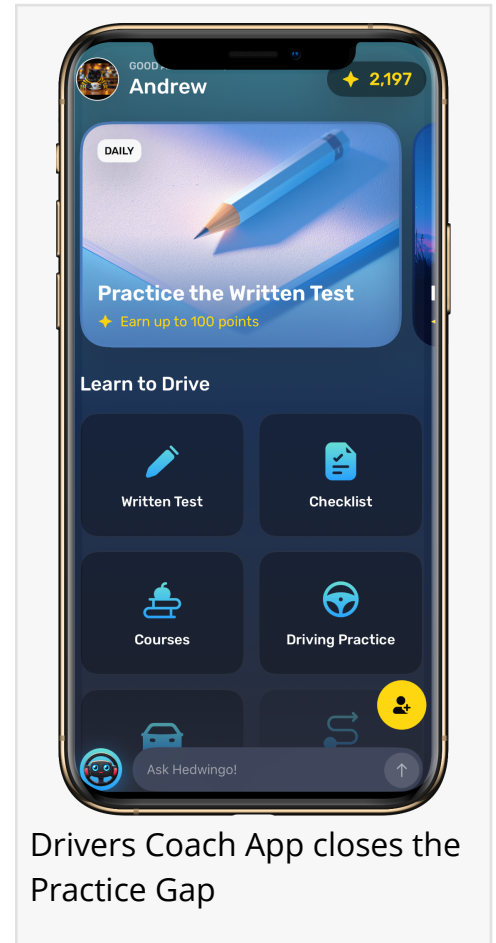 GOOD
Andrew
2,197
DAILY
Practice the Written Test
Earn up to 100 points
Learn to Drive
Written Test
Checklist
Courses
Driving Practice
Ask Hedwingo!
Drivers Coach App closes the
Practice Gap